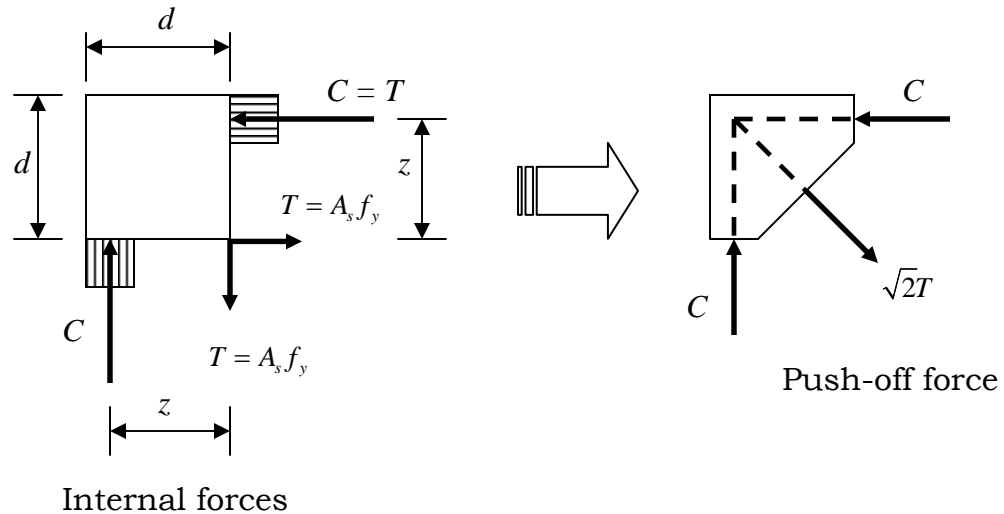 d
C = T
d
z
T = A_s f_y
C
T = A_s f_y
z
Internal forces
C
√2T
C
Push-off force